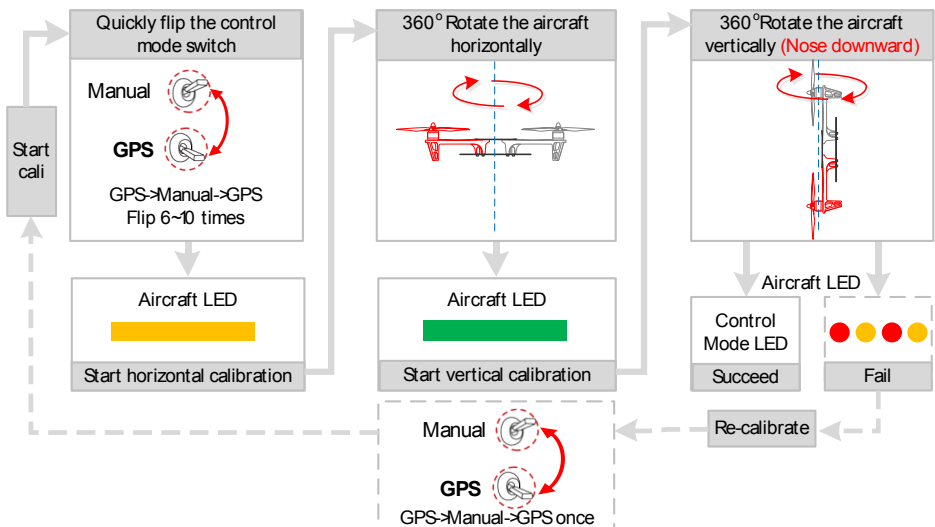 Quickly flip the control
mode switch
Manual
GPS
GPS->Manual->GPS
Flip 6~10 times
Start
cali
360°Rotate the aircraft
horizontally
360°Rotate the aircraft
vertically (Nose downward)
Aircraft LED
Start horizontal calibration
Aircraft LED
Start vertical calibration
Aircraft LED
Control
Mode LED
Succeed
Fail
Re-calibrate
Manual
GPS
GPS->Manual->GPS once